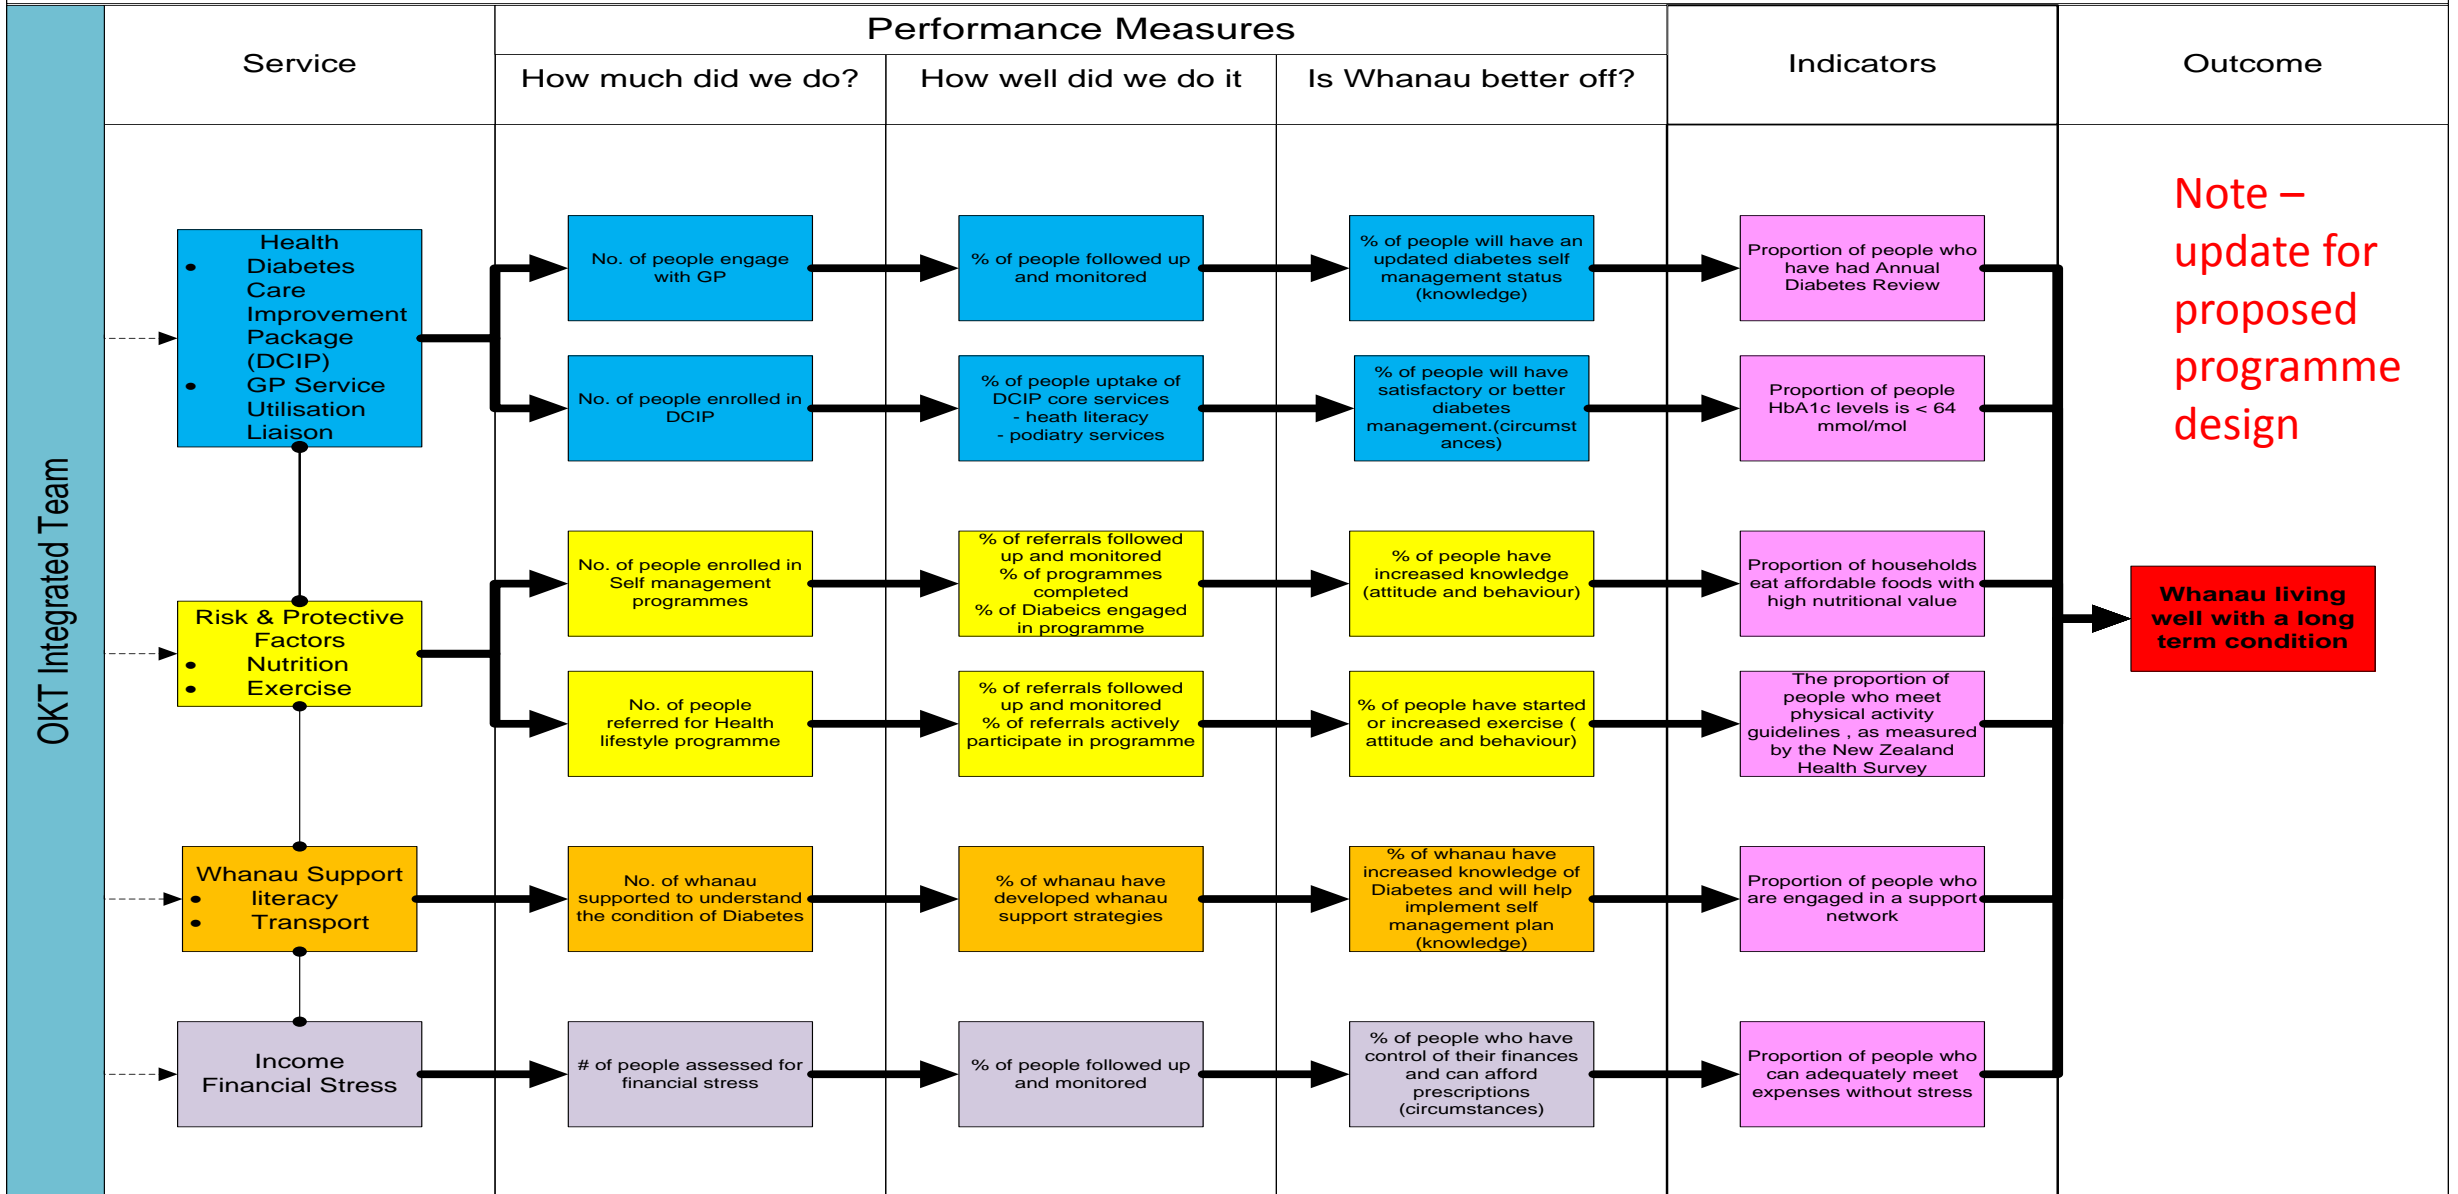 Performance Measures
Service
How much did we do?
How well did we do it
Is Whanau better off?
Indicators
Outcome
OKT Integrated Team
Note –
update for
proposed
programme
design
Health
• Diabetes
Care
Improvement
Package
(DCIP)
• GP Service
Utilisation
Liaison
No. of people engage
with GP
% of people followed up
and monitored
% of people will have an
updated diabetes self
management status
(knowledge)
Proportion of people who
have had Annual
Diabetes Review
No. of people enrolled in
DCIP
% of people uptake of
DCIP core services
- heath literacy
- podiatry services
% of people will have
satisfactory or better
diabetes
management.(circumst
ances)
Proportion of people
HbA1c levels is < 64
mmol/mol
Risk & Protective
Factors
• Nutrition
• Exercise
No. of people enrolled in
Self management
programmes
% of referrals followed
up and monitored
% of programmes
completed
% of Diabeics engaged
in programme
% of people have
increased knowledge
(attitude and behaviour)
Proportion of households
eat affordable foods with
high nutritional value
No. of people
referred for Health
lifestyle programme
% of referrals followed
up and monitored
% of referrals actively
participate in programme
% of people have started
or increased exercise (
attitude and behaviour)
The proportion of
people who meet
physical activity
guidelines , as measured
by the New Zealand
Health Survey
Whanau living
well with a long
term condition
Whanau Support
• literacy
• Transport
No. of whanau
supported to understand
the condition of Diabetes
% of whanau have
developed whanau
support strategies
% of whanau have
increased knowledge of
Diabetes and will help
implement self
management plan
(knowledge)
Proportion of people who
are engaged in a support
network
Income
Financial Stress
# of people assessed for
financial stress
% of people followed up
and monitored
% of people who have
control of their finances
and can afford
prescriptions
(circumstances)
Proportion of people who
can adequately meet
expenses without stress